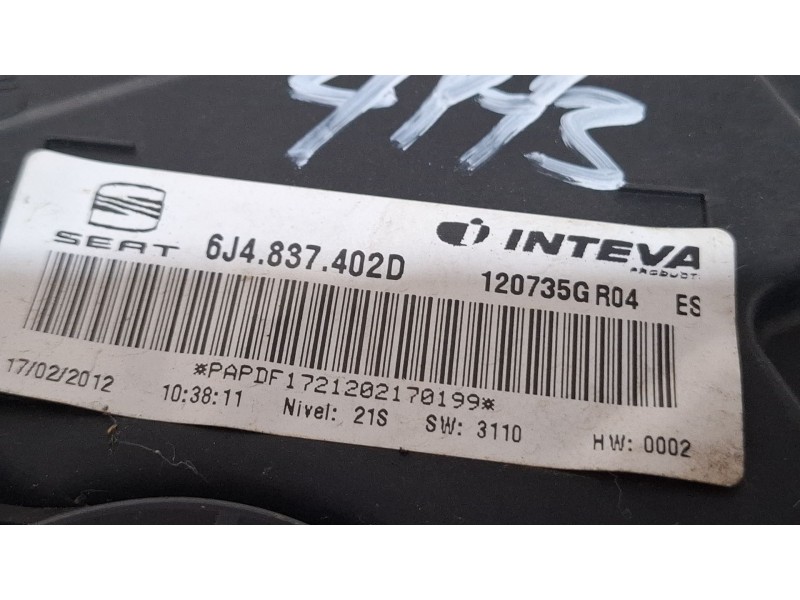 SEAT 6J4.837.402D
INTEVA
PRODUCT
120735G R04 ES
*PAPDF1721202170199*
17/02/2012 10:38:11 Nivel: 21S SW: 3110 HW: 0002